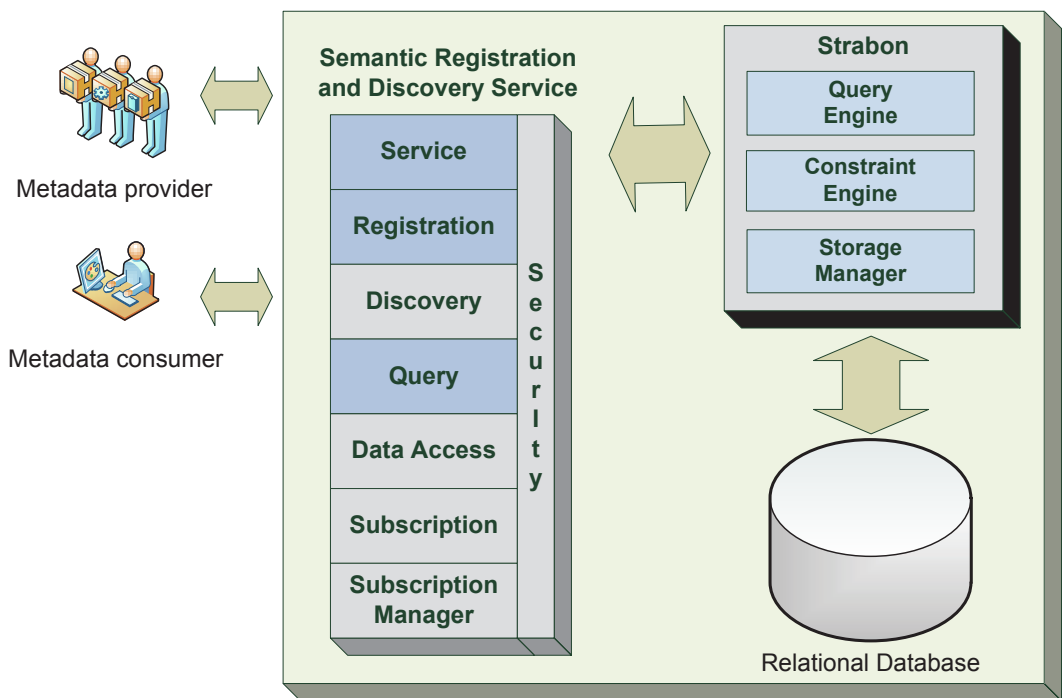 Metadata provider
Metadata consumer
Semantic Registration
and Discovery Service
Service
Registration
Discovery
Query
Data Access
Subscription
Subscription
Manager
S
e
c
u
r
I
t
y
Strabon
Query
Engine
Constraint
Engine
Storage
Manager
Relational Database